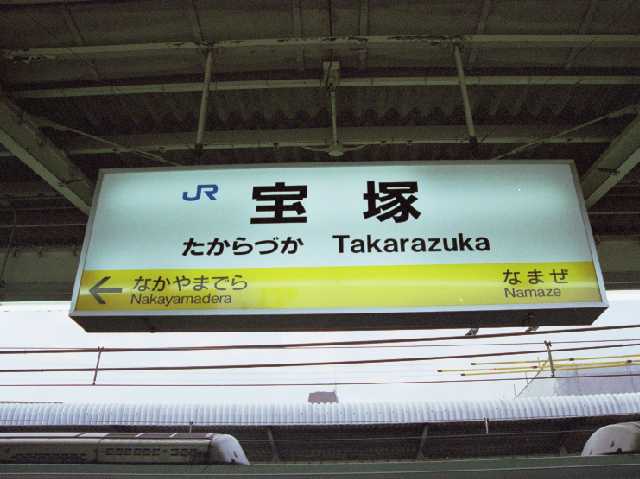 JR 宝塚
たからづか Takarazuka
なかやまでら なまぜ
Nakayamadera Namaze